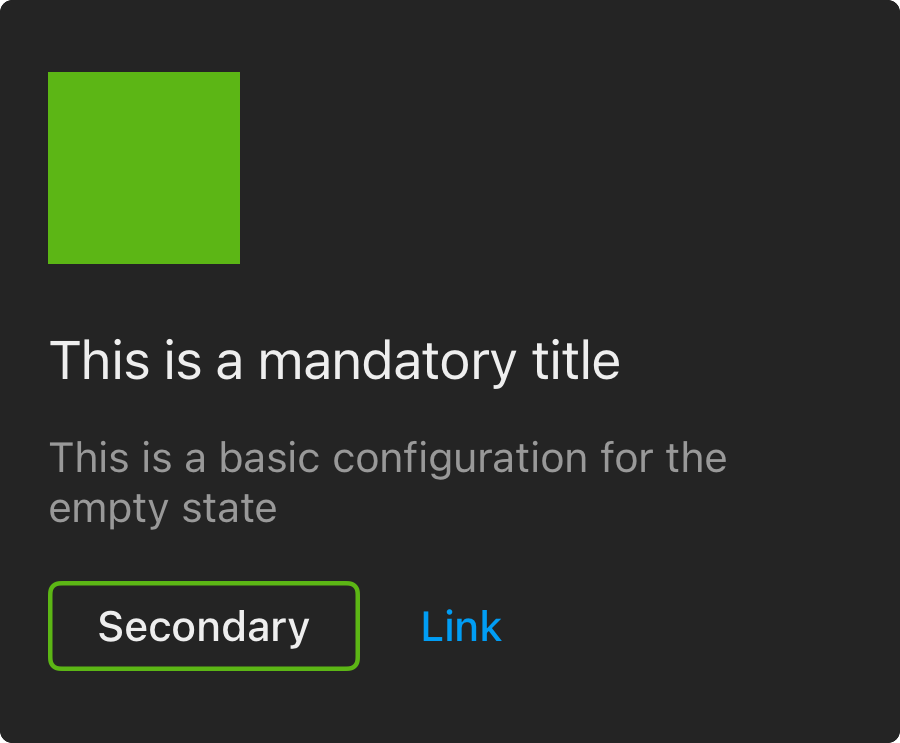 This is a mandatory title
This is a basic configuration for the
empty state
Secondary
Link